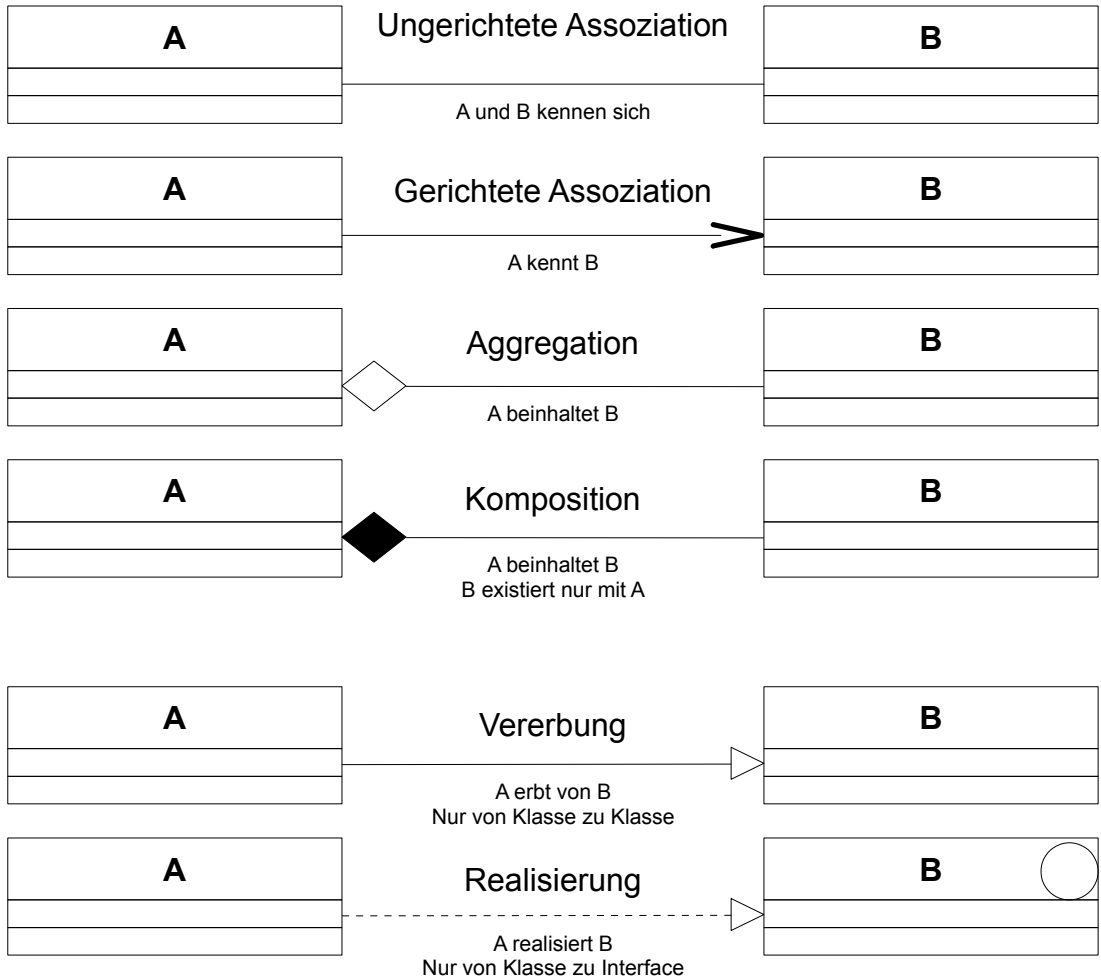 A
Ungerichtete Assoziation
B
A und B kennen sich
A
Gerichtete Assoziation
B
A kennt B
A
Aggregation
B
A beinhaltet B
A
Komposition
B
A beinhaltet B
B existiert nur mit A
A
Vererbung
B
A erbt von B
Nur von Klasse zu Klasse
A
Realisierung
B
A realisiert B
Nur von Klasse zu Interface